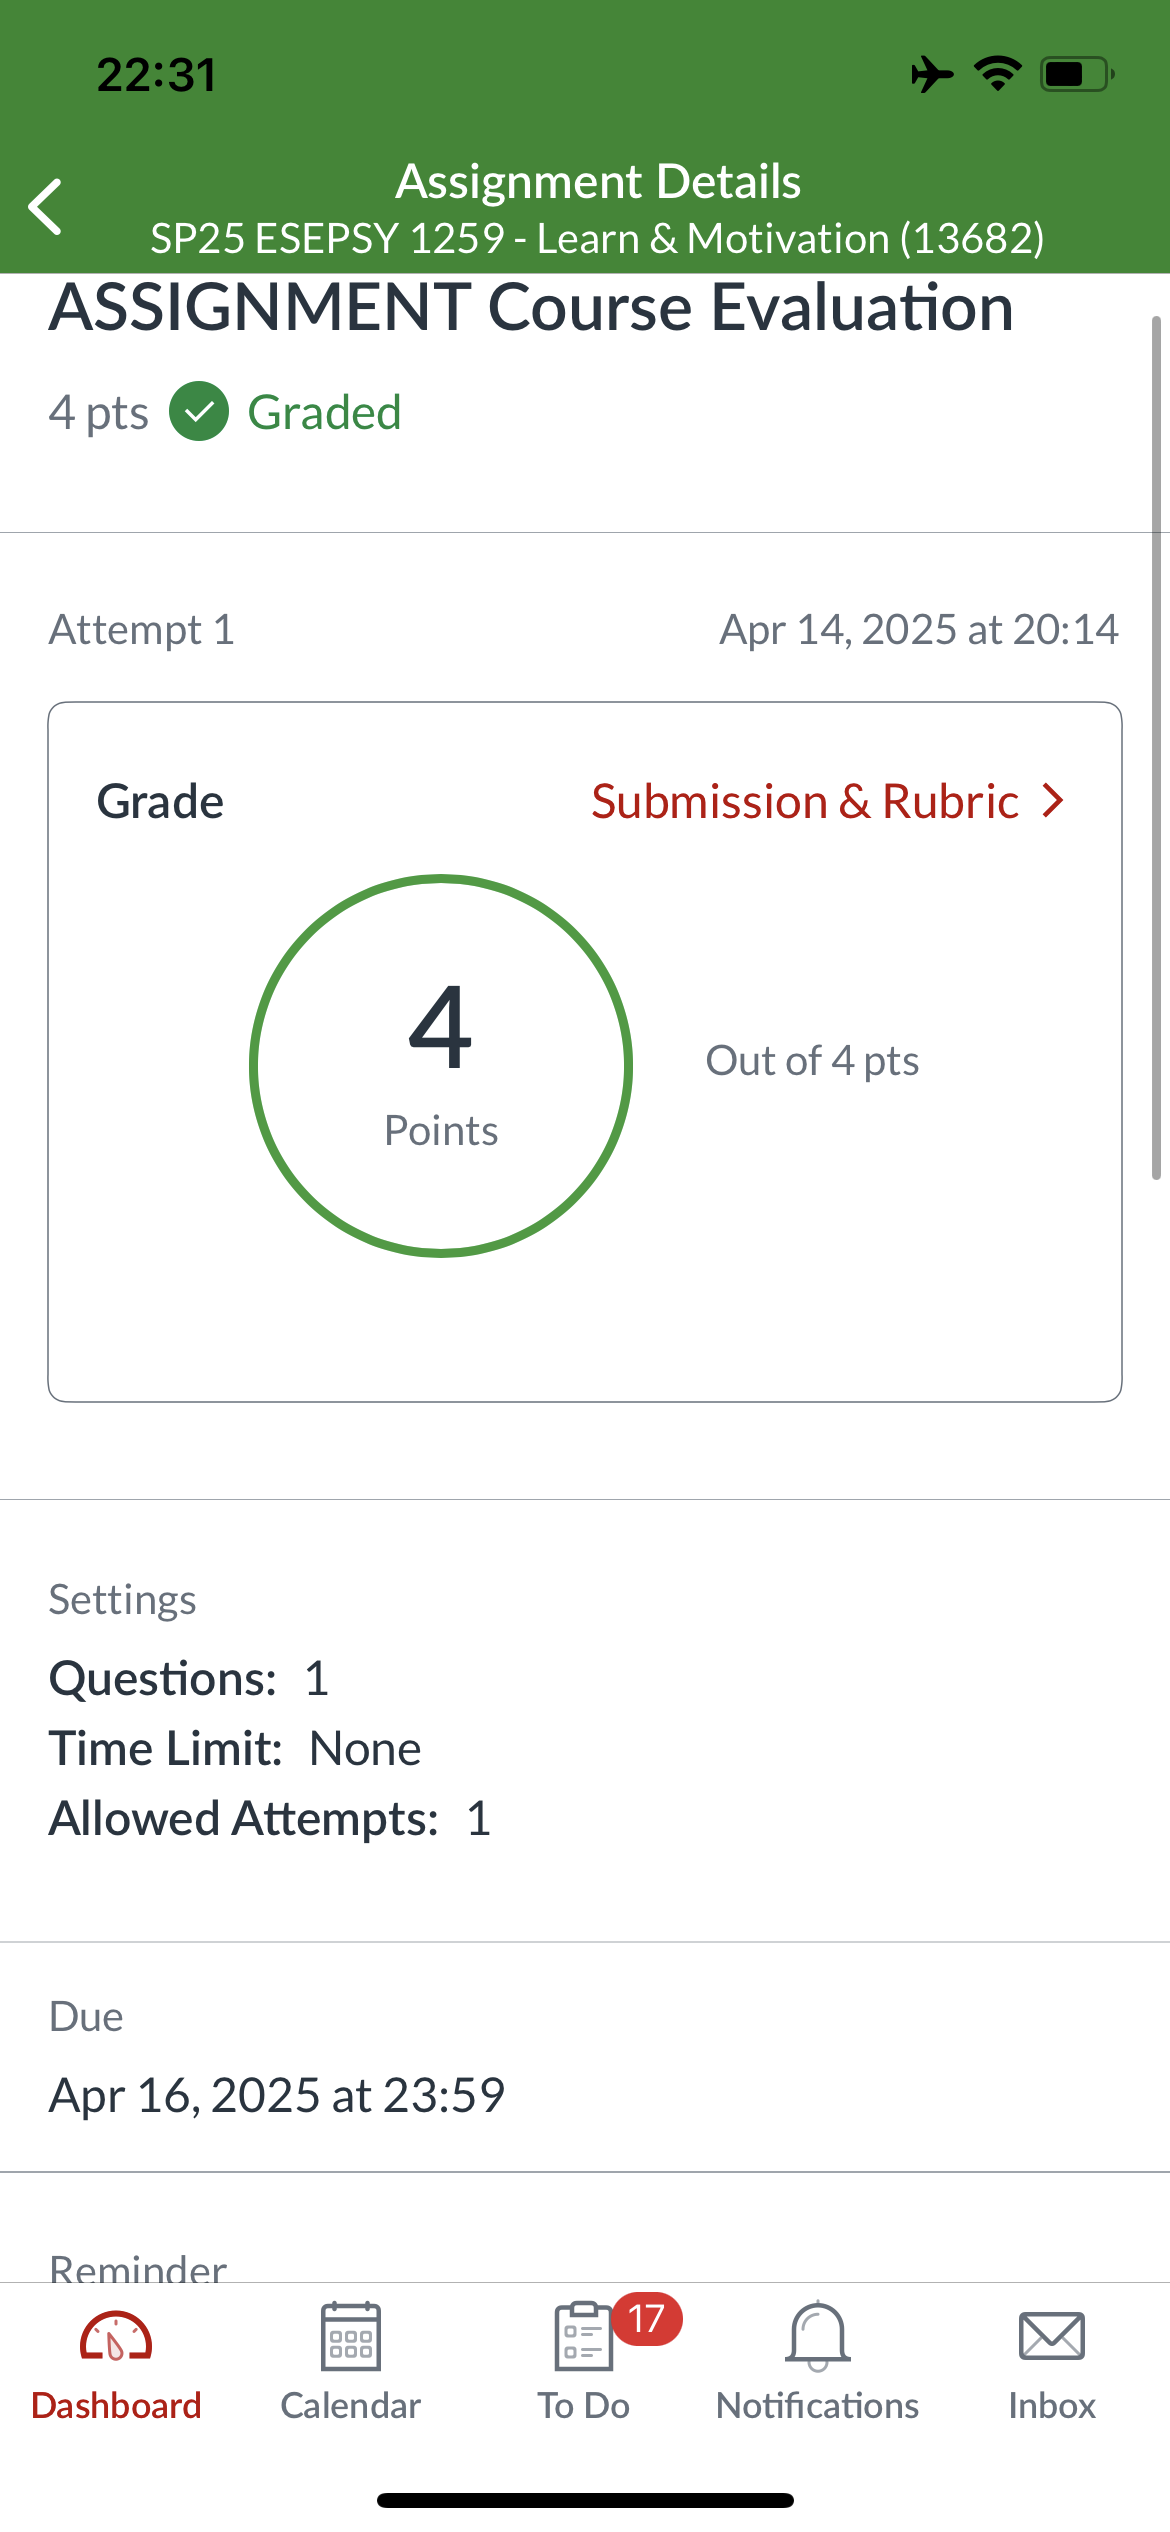 22:31
Assignment Details
SP25 ESEPSY 1259 - Learn & Motivation (13682)
ASSIGNMENT Course Evaluation
4 pts Graded
Attempt 1 Apr 14, 2025 at 20:14
Grade Submission & Rubric
4
Points
Out of 4 pts
Settings
Questions: 1
Time Limit: None
Allowed Attempts: 1
Due
Apr 16, 2025 at 23:59
Reminder
17
Dashboard Calendar To Do Notifications Inbox